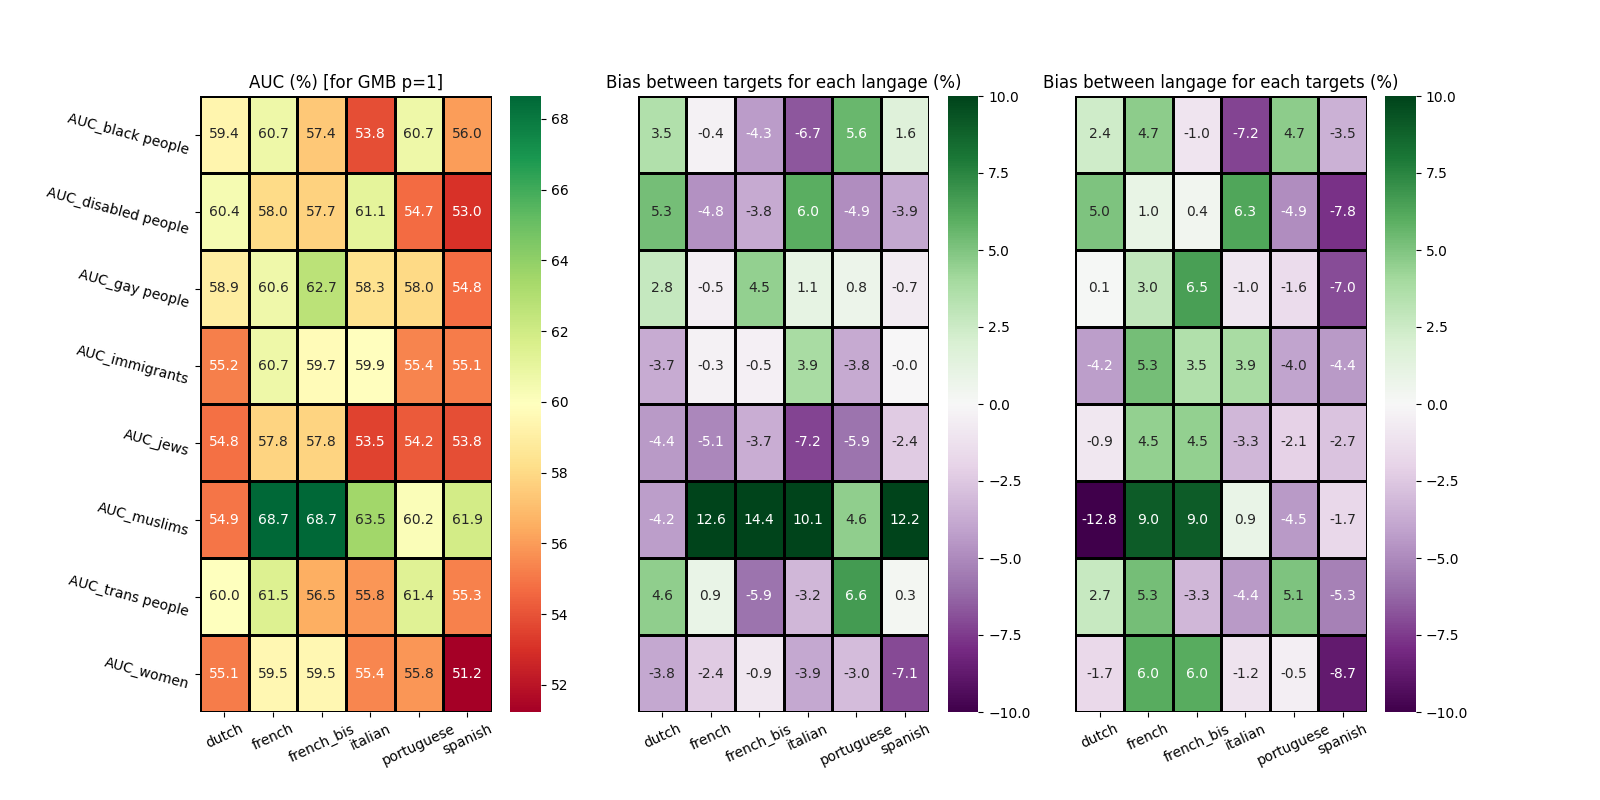 AUC (%) [for GMB p=1]
Bias between targets for each langage (%)
Bias between langage for each targets (%)
AUC_black people 59.4 60.7 57.4 53.8 60.7 56.0
3.5 -0.4 -4.3 -6.7 5.6 1.6
2.4 4.7 -1.0 -7.2 4.7 -3.5
AUC_disabled people 60.4 58.0 57.7 61.1 54.7 53.0
5.3 -4.8 -3.8 6.0 -4.9 -3.9
5.0 1.0 0.4 6.3 -4.9 -7.8
AUC_gay people 58.9 60.6 62.7 58.3 58.0 54.8
2.8 -0.5 4.5 1.1 0.8 -0.7
0.1 3.0 6.5 -1.0 -1.6 -7.0
AUC_immigrants 55.2 60.7 59.7 59.9 55.4 55.1
-3.7 -0.3 -0.5 3.9 -3.8 -0.0
-4.2 5.3 3.5 3.9 -4.0 -4.4
AUC_jews 54.8 57.8 57.8 53.5 54.2 53.8
-4.4 -5.1 -3.7 -7.2 -5.9 -2.4
-0.9 4.5 4.5 -3.3 -2.1 -2.7
AUC_muslims 54.9 68.7 68.7 63.5 60.2 61.9
-4.2 12.6 14.4 10.1 4.6 12.2
-12.8 9.0 9.0 0.9 -4.5 -1.7
AUC_trans people 60.0 61.5 56.5 55.8 61.4 55.3
4.6 0.9 -5.9 -3.2 6.6 0.3
2.7 5.3 -3.3 -4.4 5.1 -5.3
AUC_women 55.1 59.5 59.5 55.4 55.8 51.2
-3.8 -2.4 -0.9 -3.9 -3.0 -7.1
-1.7 6.0 6.0 -1.2 -0.5 -8.7
dutch french french_bis italian portuguese spanish
dutch french french_bis italian portuguese spanish
dutch french french_bis italian portuguese spanish
68
66
64
62
60
58
56
54
52
10.0
7.5
5.0
2.5
0.0
−2.5
−5.0
−7.5
−10.0
10.0
7.5
5.0
2.5
0.0
−2.5
−5.0
−7.5
−10.0